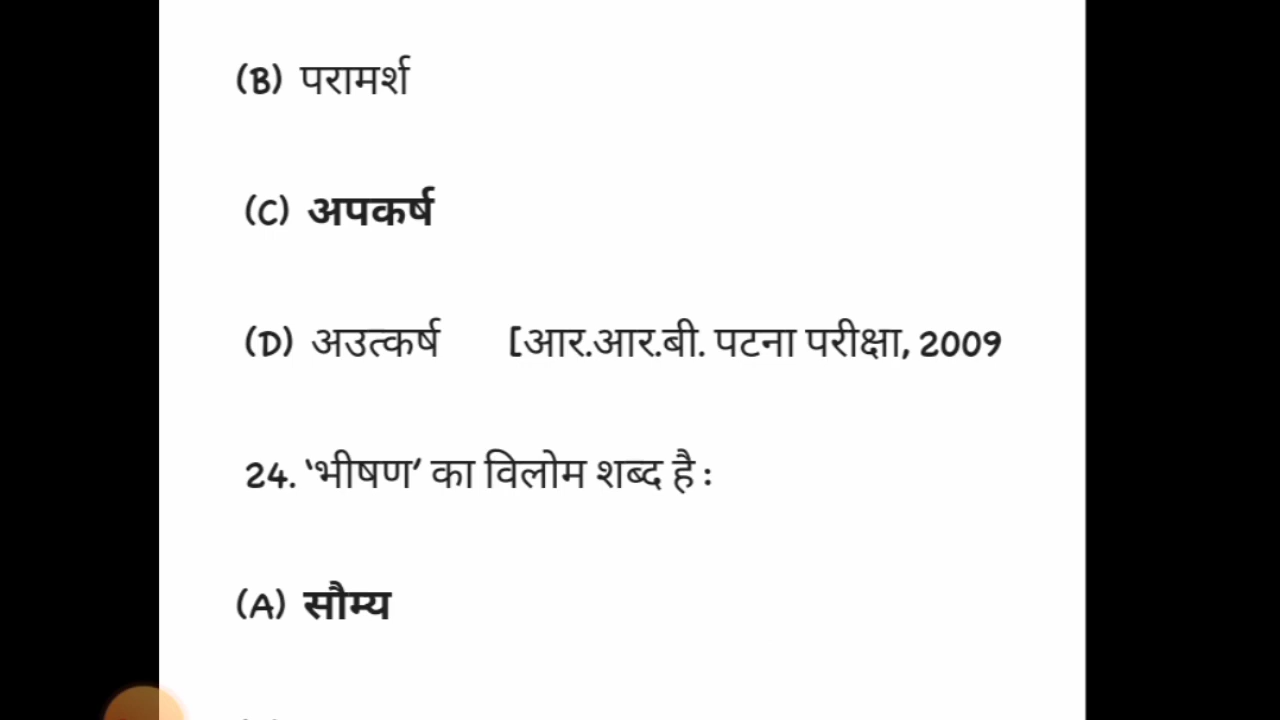 (B) परामर्श
(C) अपकर्ष
(D) अउत्कर्ष [आर.आर.बी. पटना परीक्षा, 2009
24. ‘भीषण’ का विलोम शब्द है :
(A) सौम्य